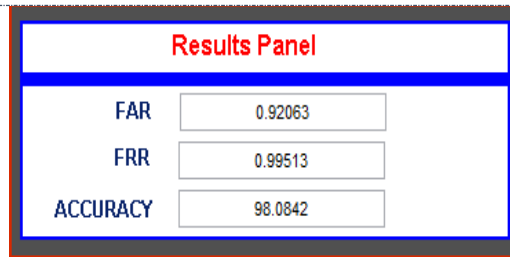 Results Panel
FAR 0.92063
FRR 0.99513
ACCURACY 98.0842